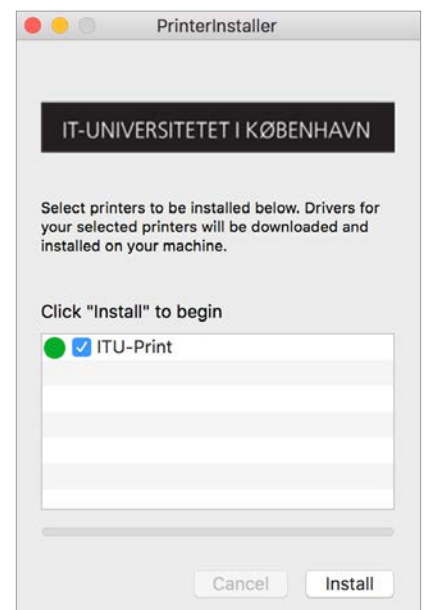 PrinterInstaller
IT-UNIVERSITETET I KØBENHAVN
Select printers to be installed below. Drivers for
your selected printers will be downloaded and
installed on your machine.
Click "Install" to begin
ITU-Print
Cancel
Install